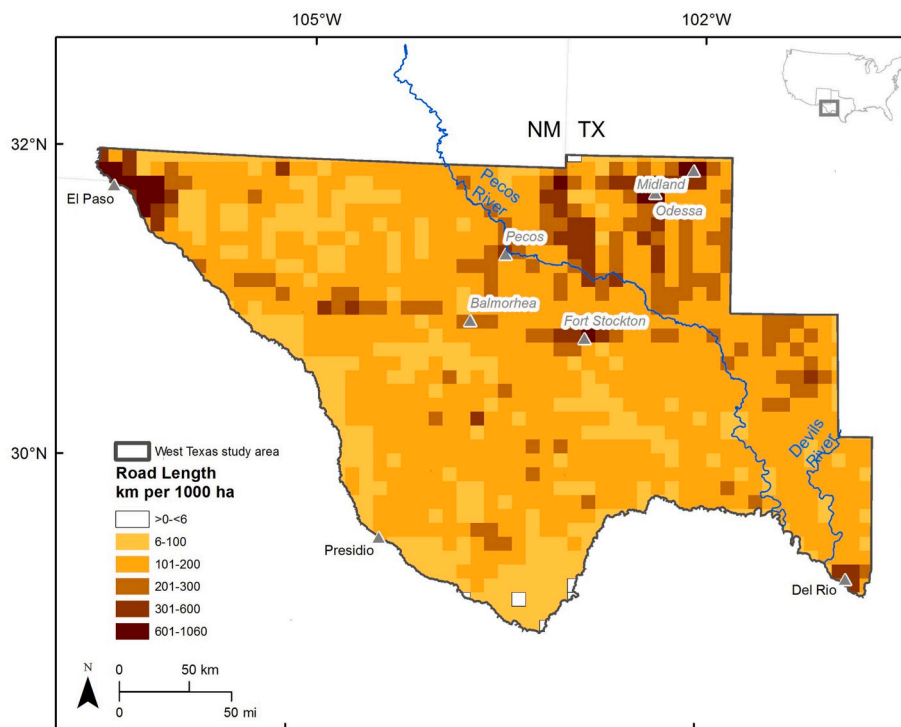 105°W
102°W
NM TX
32°N
Pecos
River
Midland
Odessa
El Paso
Pecos
Balmorhea
Fort Stockton
30°N
Devils
River
West Texas study area
Road Length
km per 1000 ha
>0-<6
6-100
101-200
201-300
301-600
601-1060
Presidio
Del Rio
N
0 50 km
0 50 mi